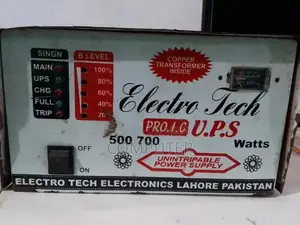 SINGN
B LEVEL
COPPER
TRANSFORMER
INSIDE
MAIN
100%
UPS
80%
CHG
60%
FULL
40%
TRIP
20%
Electro Tech
PRO.I.C U.P.S
500 700 Watts
OFF
ON
UNINTRIPABLE
POWER SUPPLY
ELECTRO TECH ELECTRONICS LAHORE PAKISTAN